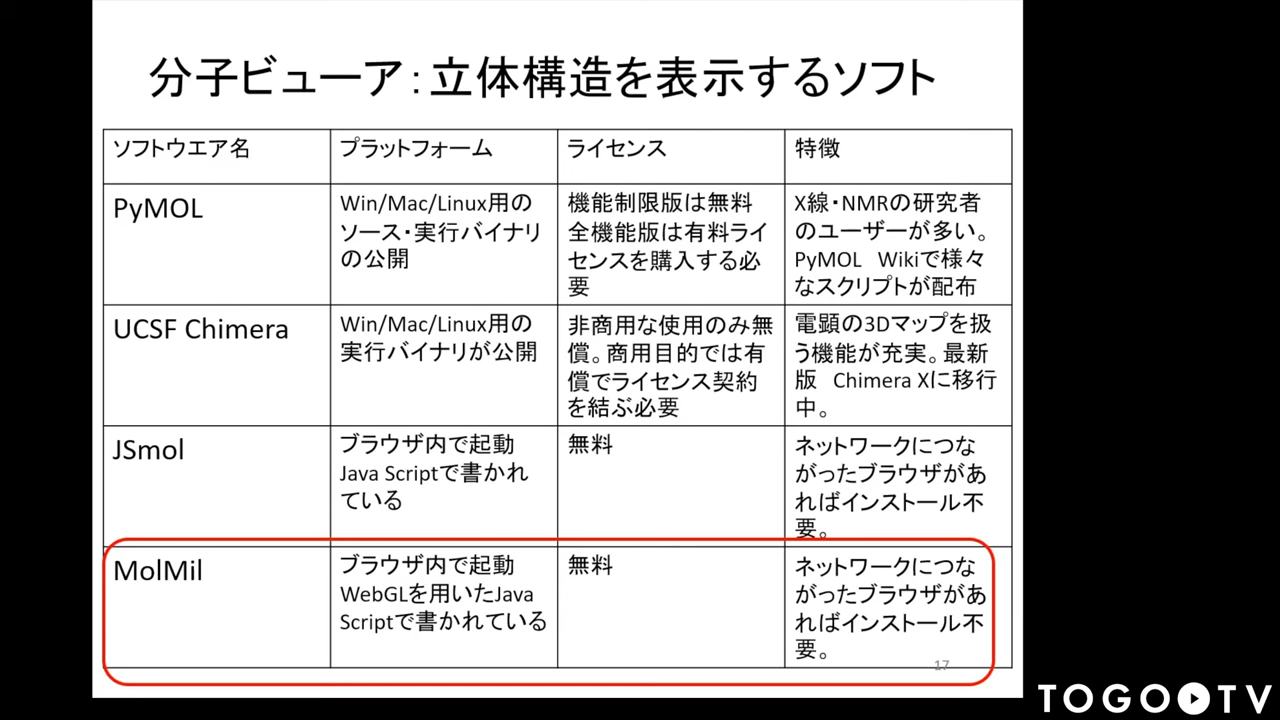 分子ビューア：立体構造を表示するソフト
ソフトウエア名
プラットフォーム
ライセンス
特徴
PyMOL
Win/Mac/Linux用の
ソース・実行バイナリ
の公開
機能制限版は無料
全機能版は有料ライ
センスを購入する必
要
X線・NMRの研究者
のユーザーが多い。
PyMOL　Wikiで様々
なスクリプトが配布
UCSF Chimera
Win/Mac/Linux用の
実行バイナリが公開
非商用な使用のみ無
償。商用目的では有
償でライセンス契約
を結ぶ必要
電顕の3Dマップを扱
う機能が充実。最新
版　Chimera Xに移行
中。
JSmol
ブラウザ内で起動
Java Scriptで書かれ
ている
無料
ネットワークにつな
がったブラウザがあ
ればインストール不
要。
MolMil
ブラウザ内で起動
WebGLを用いたJava
Scriptで書かれている
無料
ネットワークにつな
がったブラウザがあ
ればインストール不
要。
17
TOGO TV